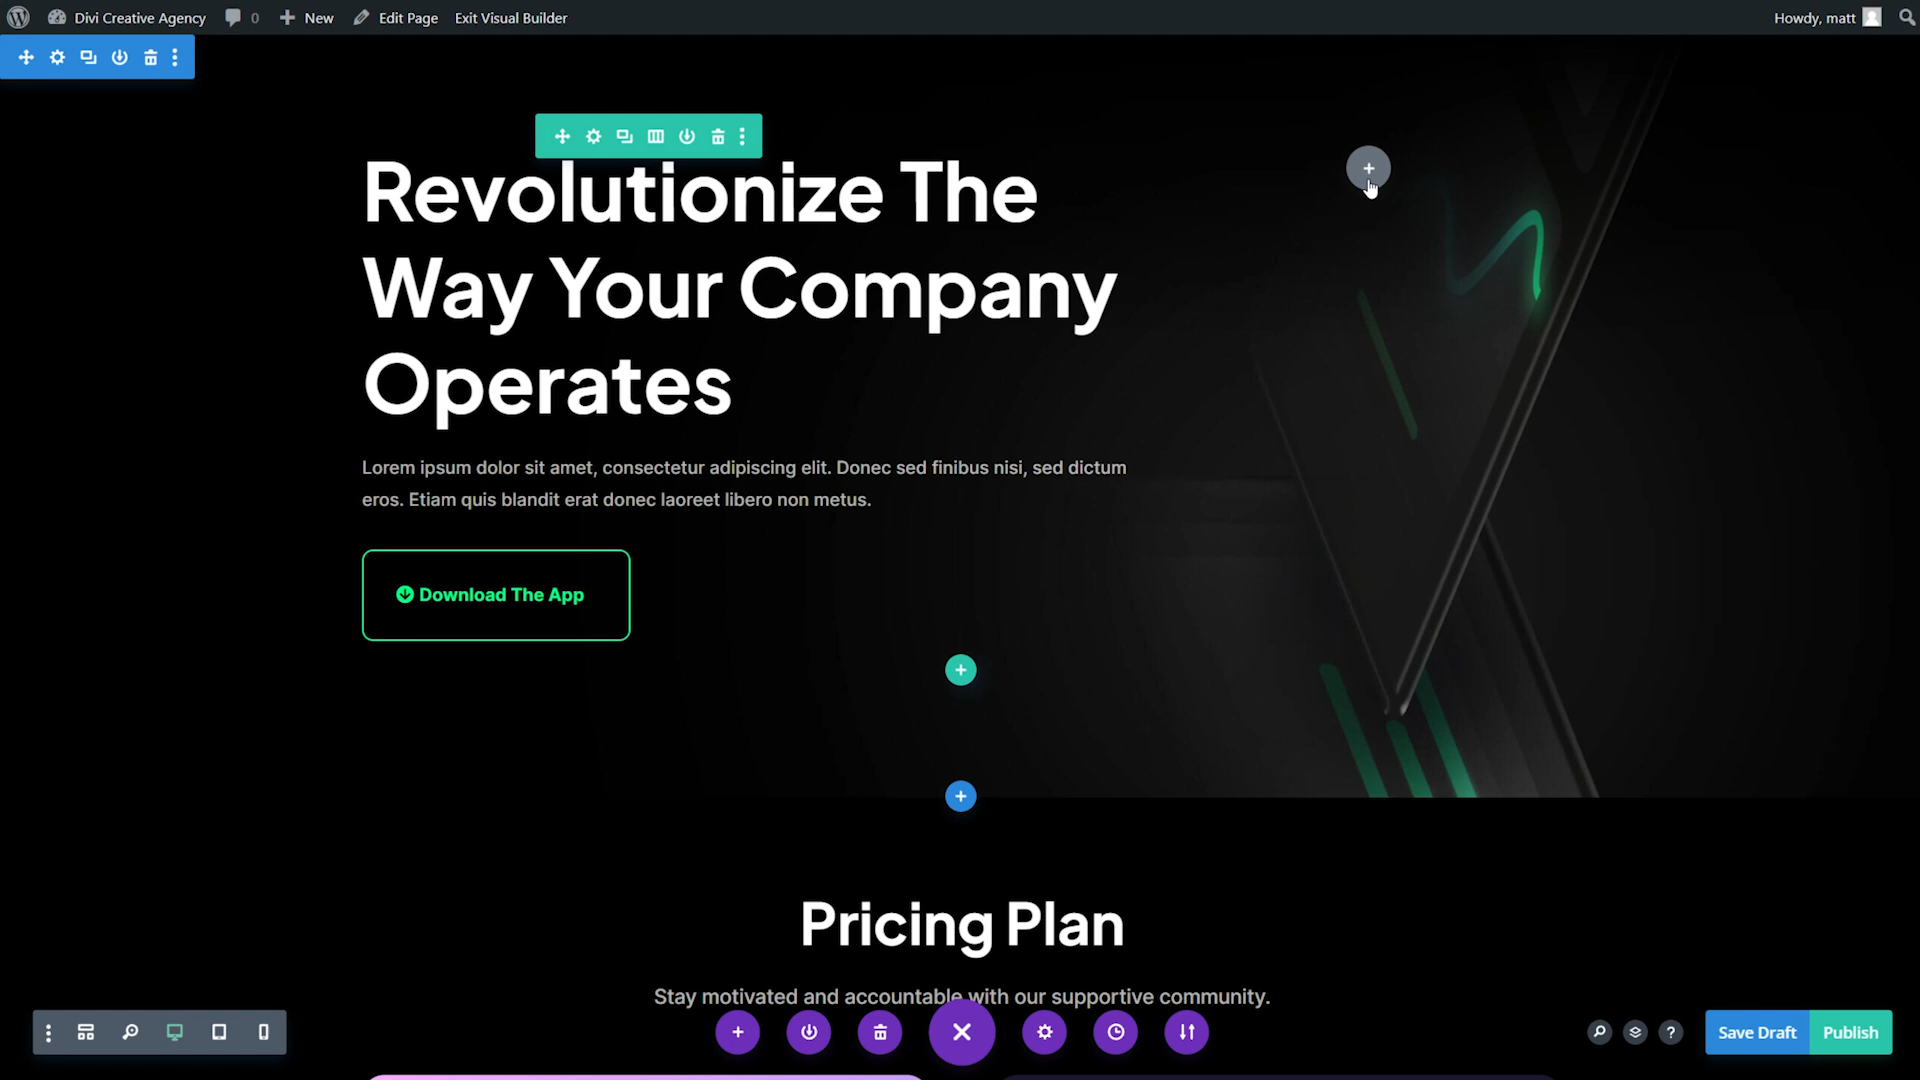 Divi Creative Agency 0 New Edit Page Exit Visual Builder Howdy, matt
Revolutionize The
Way Your Company
Operates
Lorem ipsum dolor sit amet, consectetur adipiscing elit. Donec sed finibus nisi, sed dictum
eros. Etiam quis blandit erat donec laoreet libero non metus.
Download The App
Pricing Plan
Stay motivated and accountable with our supportive community.
Save Draft Publish